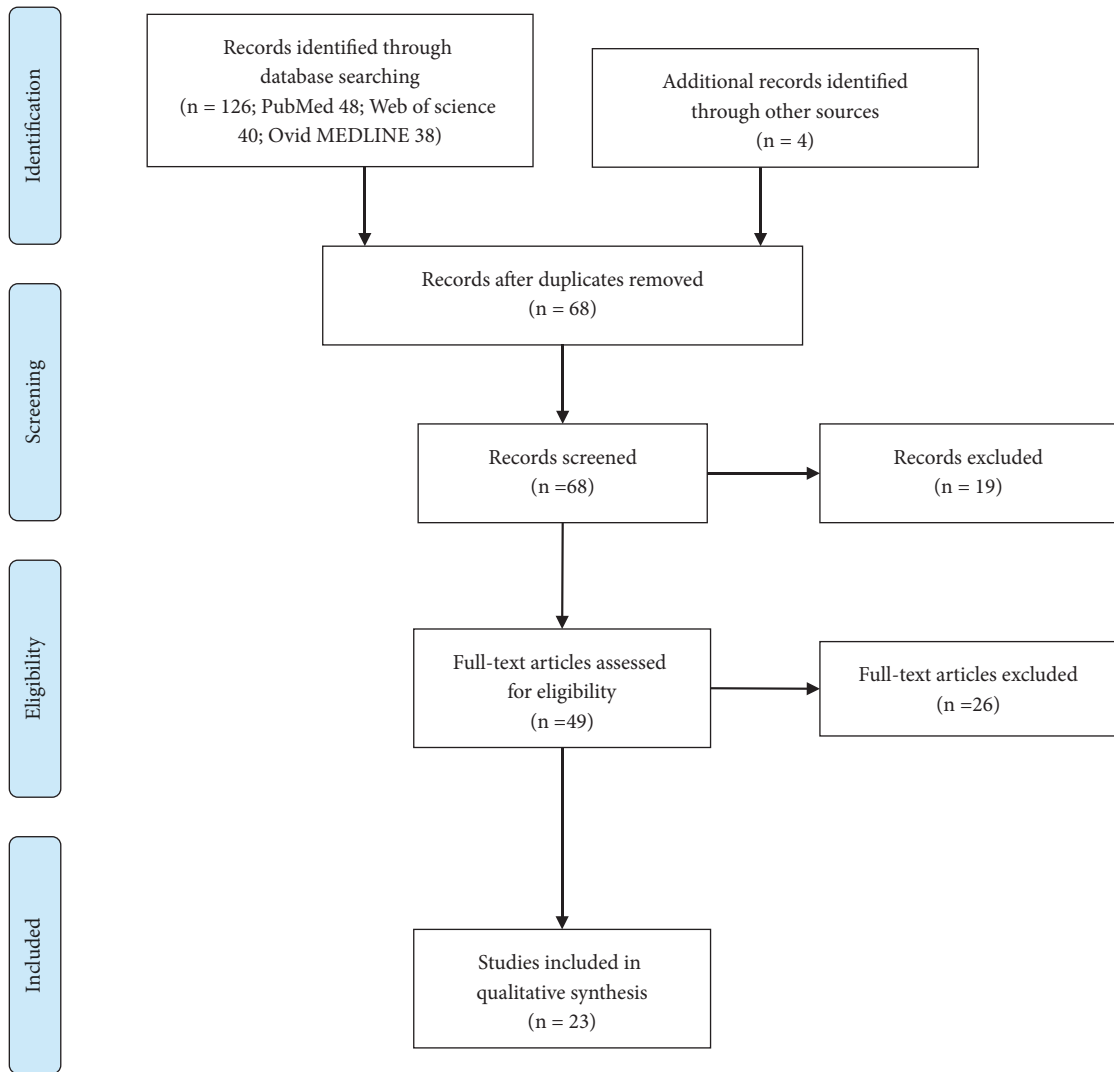 Identification
Records identified through
database searching
(n = 126; PubMed 48; Web of science
40; Ovid MEDLINE 38)
Additional records identified
through other sources
(n = 4)
Records after duplicates removed
(n = 68)
Screening
Records screened
(n =68)
Records excluded
(n = 19)
Eligibility
Full-text articles assessed
for eligibility
(n =49)
Full-text articles excluded
(n =26)
Included
Studies included in
qualitative synthesis
(n = 23)